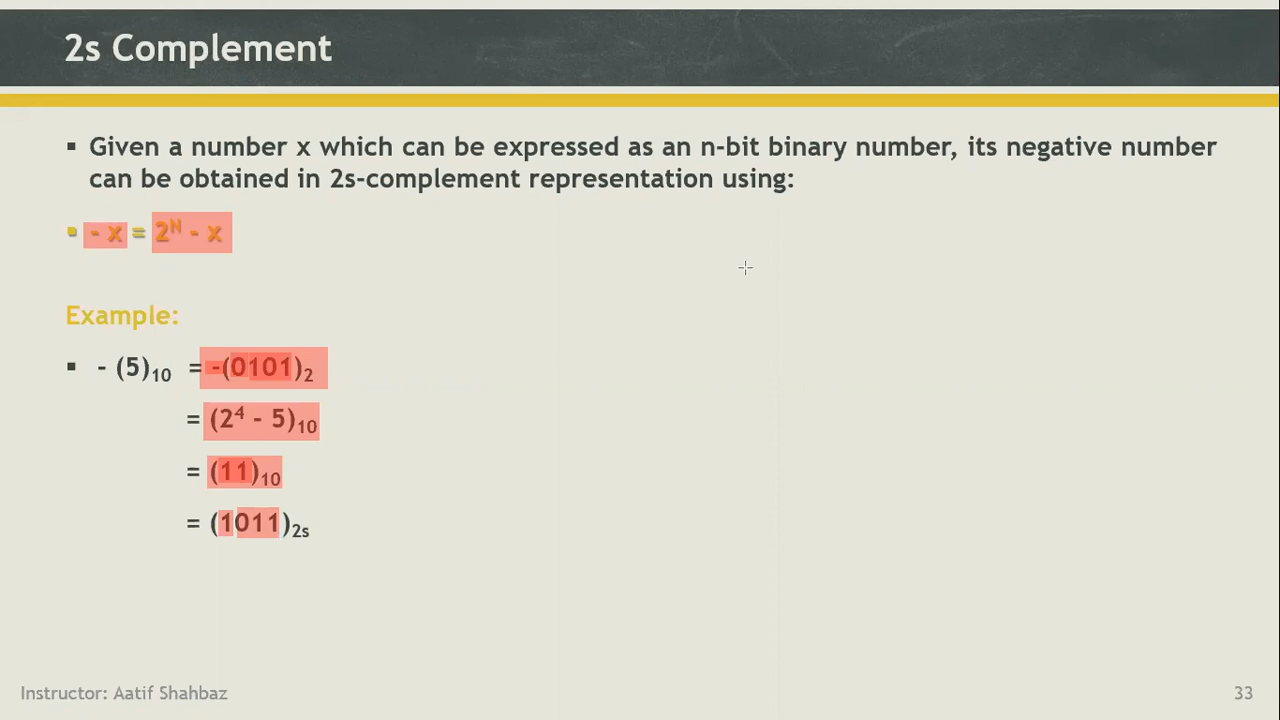 2s Complement
▪ Given a number x which can be expressed as an n-bit binary number, its negative number
can be obtained in 2s-complement representation using:
▪ - x = 2ᴺ - x
Example:
▪ - (5)₁₀ = -(0101)₂
= (2⁴ - 5)₁₀
= (11)₁₀
= (1011)₂ₛ
Instructor: Aatif Shahbaz
33